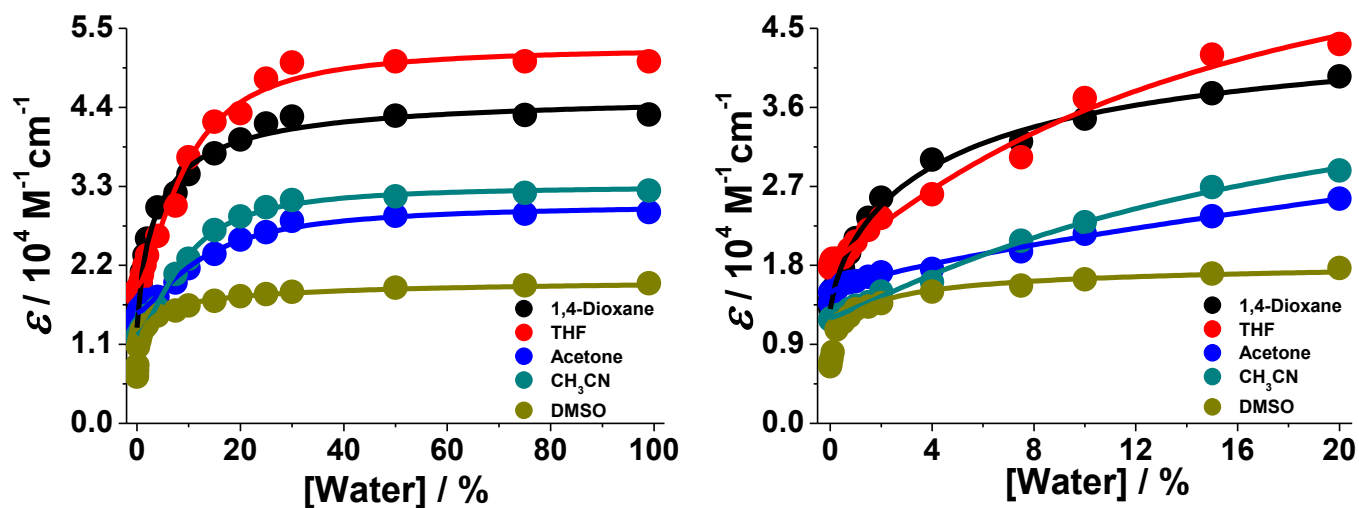 5.5
4.4
3.3
2.2
1.1
0.0
ε / 10⁴ M⁻¹cm⁻¹
0 20 40 60 80 100
[Water] / %
1,4-Dioxane
THF
Acetone
CH₃CN
DMSO
4.5
3.6
2.7
1.8
0.9
0.0
ε / 10⁴ M⁻¹cm⁻¹
0 4 8 12 16 20
[Water] / %
1,4-Dioxane
THF
Acetone
CH₃CN
DMSO